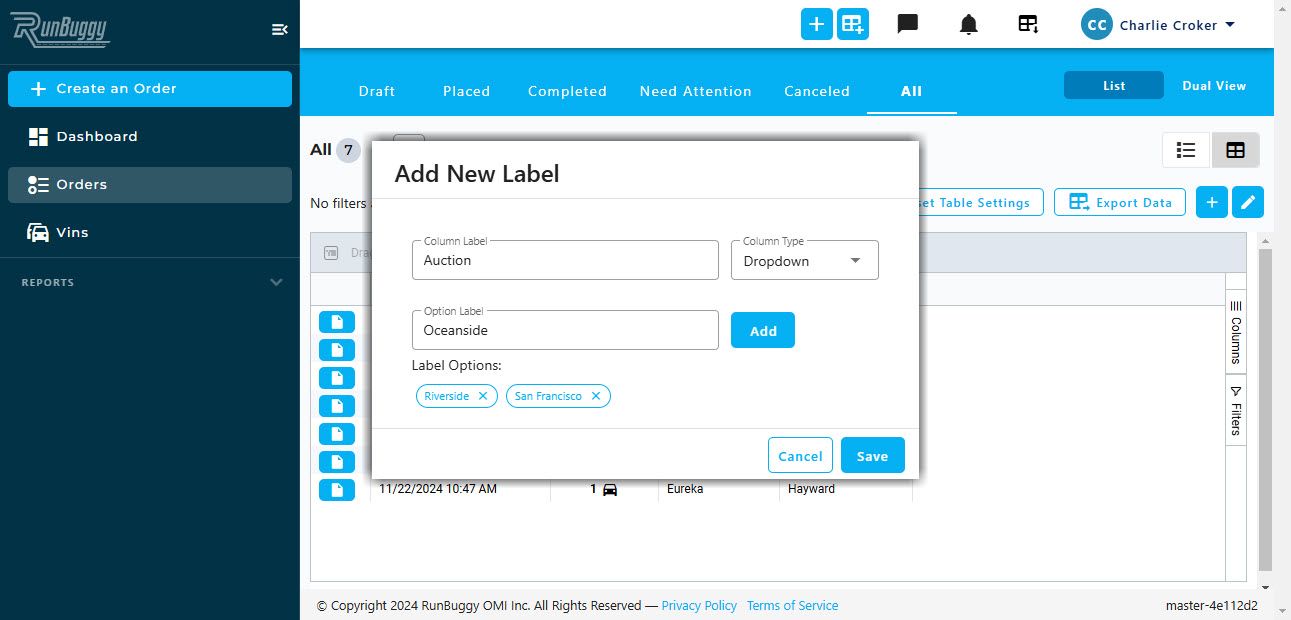 RunBuggy
Create an Order
Dashboard
Orders
Vins
REPORTS
CC Charlie Croker
Draft Placed Completed Need Attention Canceled All List Dual View
All 7
No filters
set Table Settings Export Data
Add New Label
Column Label
Auction
Column Type
Dropdown
Option Label
Oceanside
Add
Label Options:
Riverside San Francisco
Cancel Save
Columns
Filters
11/22/2024 10:47 AM 1 Eureka Hayward
© Copyright 2024 RunBuggy OMI Inc. All Rights Reserved — Privacy Policy Terms of Service master-4e112d2